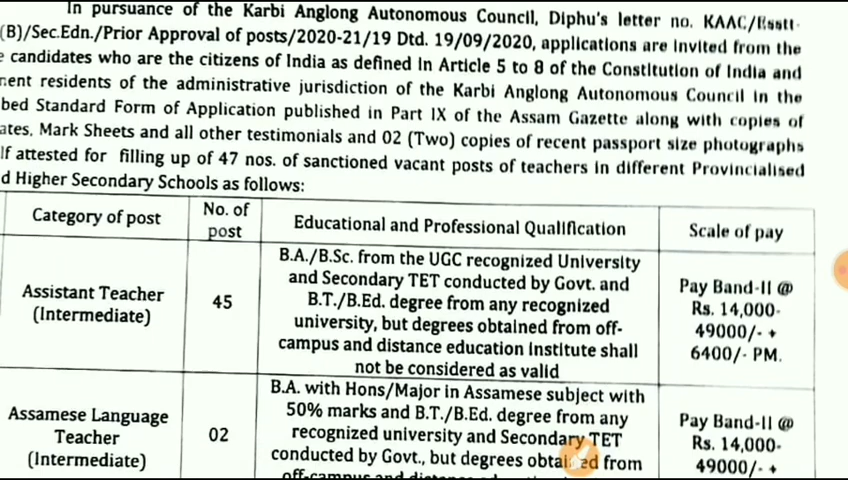 In pursuance of the Karbi Anglong Autonomous Council, Diphu's letter no. KAAC/Esstt-
(B)/Sec.Edn./Prior Approval of posts/2020-21/19 Dtd. 19/09/2020, applications are invited from the
candidates who are the citizens of India as defined in Article 5 to 8 of the Constitution of India and
nent residents of the administrative jurisdiction of the Karbi Anglong Autonomous Council in the
bed Standard Form of Application published in Part IX of the Assam Gazette along with copies of
ates, Mark Sheets and all other testimonials and 02 (Two) copies of recent passport size photographs
lf attested for filling up of 47 nos. of sanctioned vacant posts of teachers in different Provincialised
d Higher Secondary Schools as follows:
Category of post
No. of
post
Educational and Professional Qualification
Scale of pay
Assistant Teacher
(Intermediate)
45
B.A./B.Sc. from the UGC recognized University
and Secondary TET conducted by Govt. and
B.T./B.Ed. degree from any recognized
university, but degrees obtained from off-
campus and distance education institute shall
not be considered as valid
Pay Band-II @
Rs. 14,000-
49000/- +
6400/- PM.
Assamese Language
Teacher
(Intermediate)
02
B.A. with Hons/Major in Assamese subject with
50% marks and B.T./B.Ed. degree from any
recognized university and Secondary TET
conducted by Govt., but degrees obtained from
off-campus and
Pay Band-II @
Rs. 14,000-
49000/- +